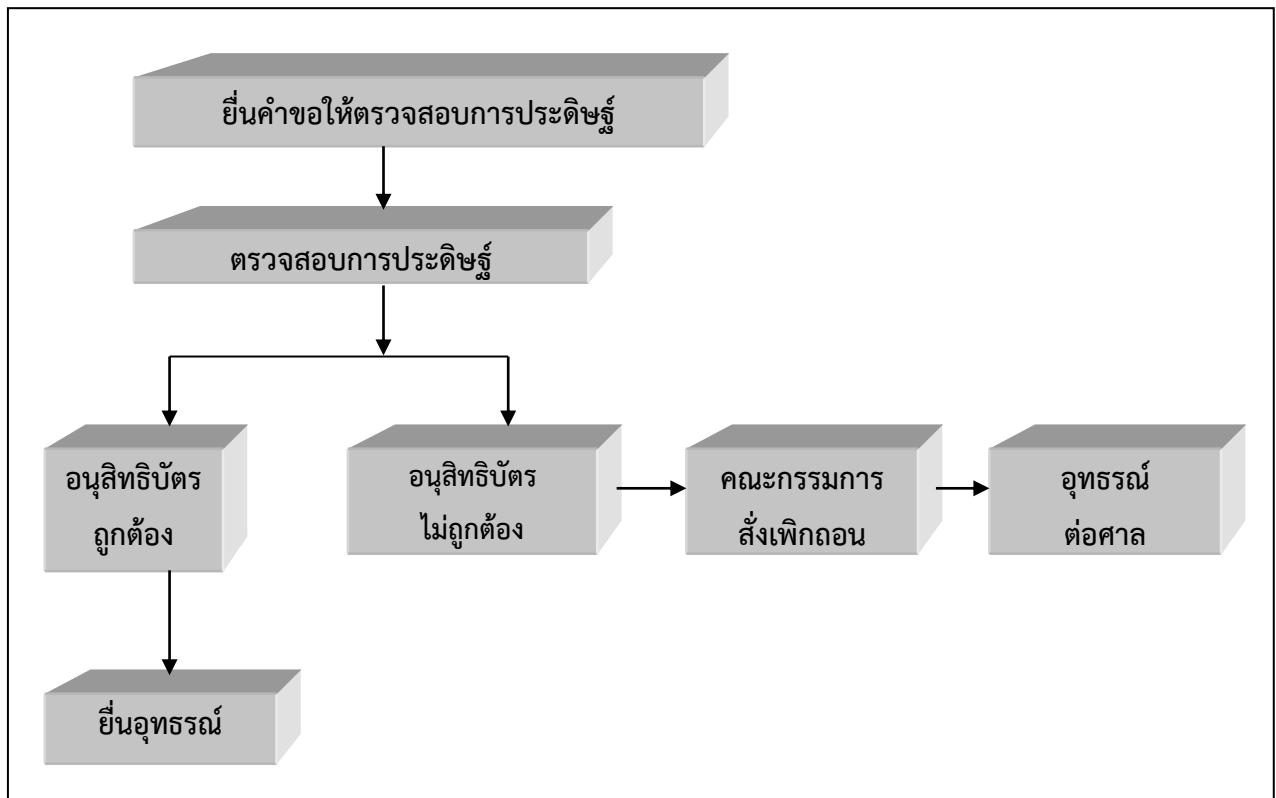 ยื่นคำขอให้ตรวจสอบการประดิษฐ์
ตรวจสอบการประดิษฐ์
อนุสิทธิบัตร
ถูกต้อง
อนุสิทธิบัตร
ไม่ถูกต้อง
คณะกรรมการ
สั่งเพิกถอน
อุทธรณ์
ต่อศาล
ยื่นอุทธรณ์